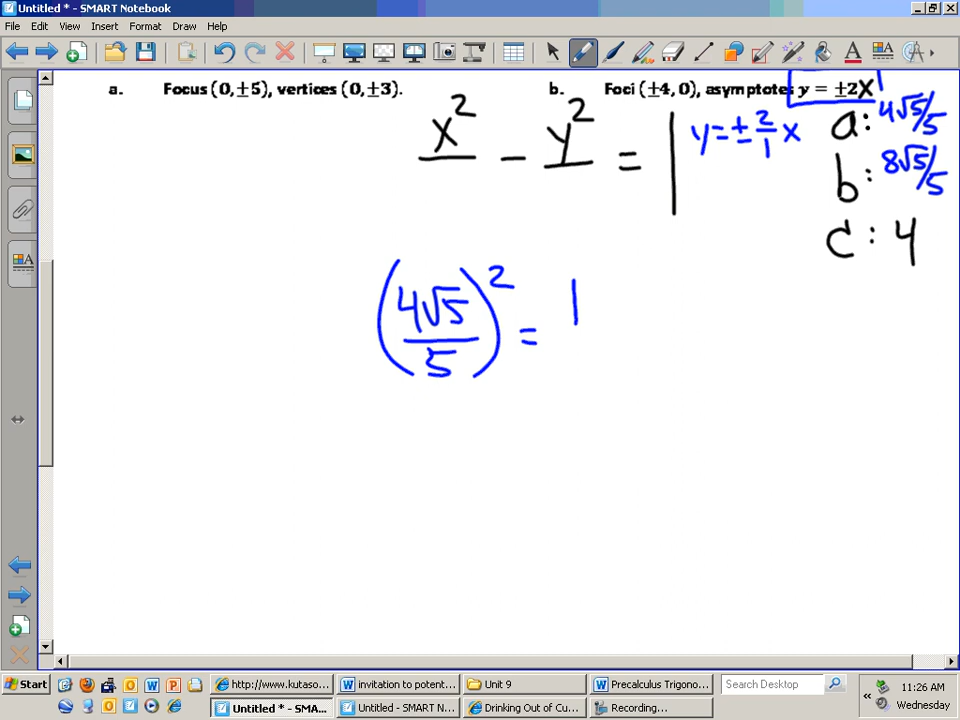 Untitled * - SMART Notebook
File Edit View Insert Format Draw Help
a. Focus (0,±5), vertices (0,±3).
b. Foci (±4, 0), asymptotes y = ±2x
x² − y² = 1
y = ± 2/1 x
a: 4√5/5
b: 8√5/5
c: 4
(4√5/5)² = 1
Start
http://www.kutaso...
invitation to potent...
Unit 9
Precalculus Trigono...
Search Desktop
11:26 AM
Untitled * - SMA...
Untitled - SMART N...
Drinking Out of Cu...
Recording...
Wednesday